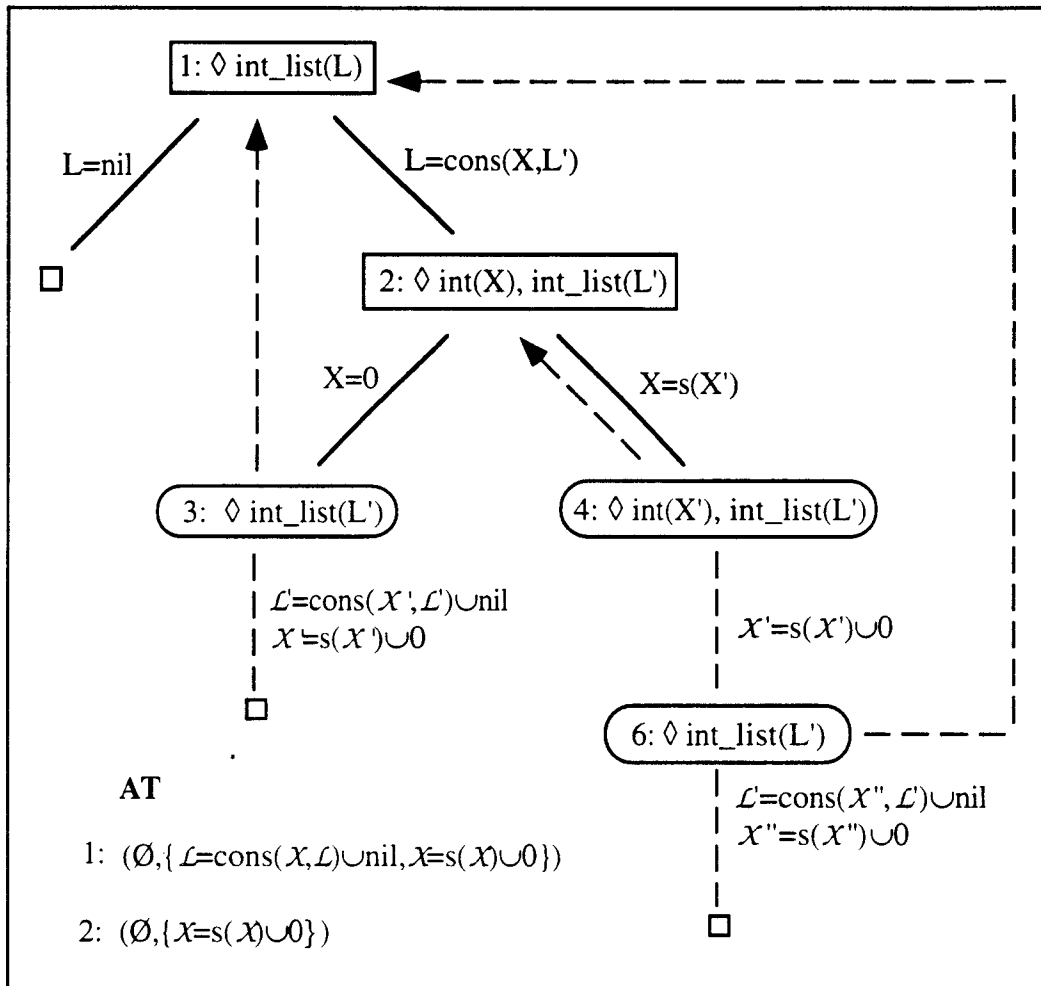 1: ◊ int_list(L)
L=nil
L=cons(X,L')
2: ◊ int(X), int_list(L')
X=0
X=s(X')
3: ◊ int_list(L')
4: ◊ int(X'), int_list(L')
ℒ'=cons(𝒳',ℒ')∪nil
𝒳'=s(𝒳')∪0
𝒳'=s(𝒳')∪0
6: ◊ int_list(L')
AT
ℒ'=cons(𝒳",ℒ')∪nil
𝒳"=s(𝒳")∪0
1: (Ø,{ℒ=cons(𝒳,ℒ)∪nil,𝒳=s(𝒳)∪0})
2: (Ø,{𝒳=s(𝒳)∪0})